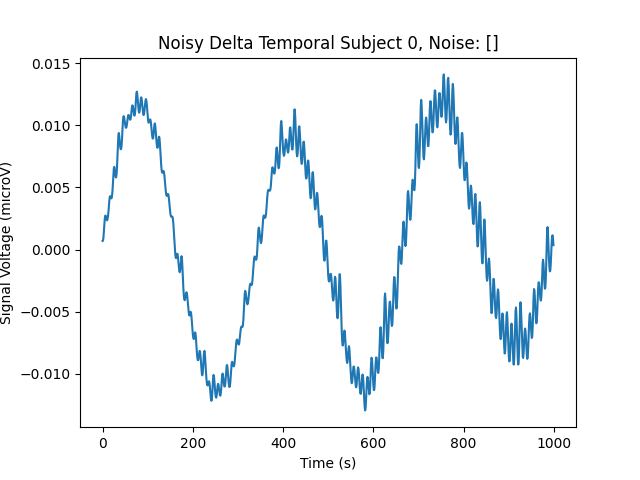 Noisy Delta Temporal Subject 0, Noise: []
Signal Voltage (microV)
0.015
0.010
0.005
0.000
−0.005
−0.010
0 200 400 600 800 1000
Time (s)